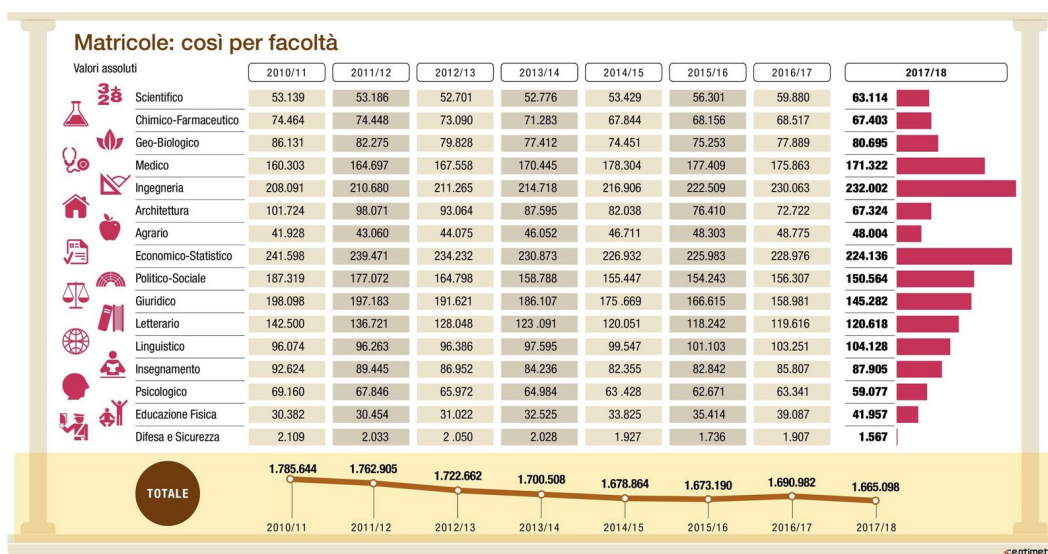 Matricole: così per facoltà
Valori assoluti 2010/11 2011/12 2012/13 2013/14 2014/15 2015/16 2016/17 2017/18
Scientifico 53.139 53.186 52.701 52.776 53.429 56.301 59.880 63.114
Chimico-Farmaceutico 74.464 74.448 73.090 71.283 67.844 68.156 68.517 67.403
Geo-Biologico 86.131 82.275 79.828 77.412 74.451 75.253 77.889 80.695
Medico 160.303 164.697 167.558 170.445 178.304 177.409 175.863 171.322
Ingegneria 208.091 210.680 211.265 214.718 216.906 222.509 230.063 232.002
Architettura 101.724 98.071 93.064 87.595 82.038 76.410 72.722 67.324
Agrario 41.928 43.060 44.075 46.052 46.711 48.303 48.775 48.004
Economico-Statistico 241.598 239.471 234.232 230.873 226.932 225.983 228.976 224.136
Politico-Sociale 187.319 177.072 164.798 158.788 155.447 154.243 156.307 150.564
Giuridico 198.098 197.183 191.621 186.107 175 .669 166.615 158.981 145.282
Letterario 142.500 136.721 128.048 123 .091 120.051 118.242 119.616 120.618
Linguistico 96.074 96.263 96.386 97.595 99.547 101.103 103.251 104.128
Insegnamento 92.624 89.445 86.952 84.236 82.355 82.842 85.807 87.905
Psicologico 69.160 67.846 65.972 64.984 63 .428 62.671 63.341 59.077
Educazione Fisica 30.382 30.454 31.022 32.525 33.825 35.414 39.087 41.957
Difesa e Sicurezza 2.109 2.033 2 .050 2.028 1.927 1.736 1.907 1.567
TOTALE 1.785.644 1.762.905 1.722.662 1.700.508 1.678.864 1.673.190 1.690.982 1.665.098
2010/11 2011/12 2012/13 2013/14 2014/15 2015/16 2016/17 2017/18
centimet